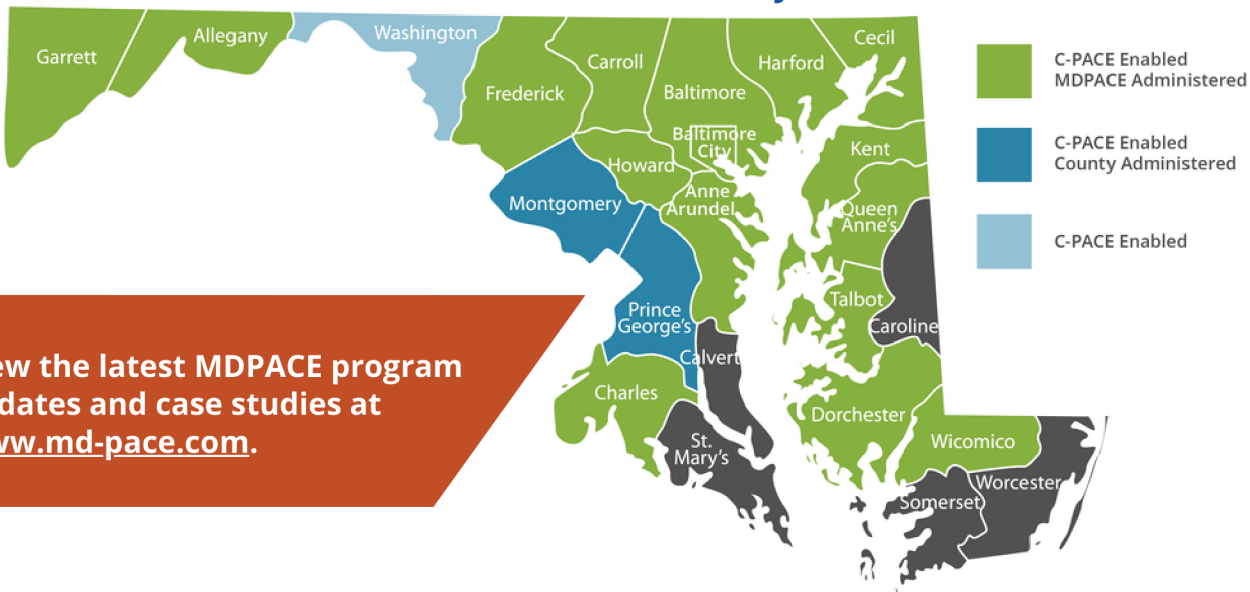 Garrett
Allegany
Washington
Frederick
Carroll
Baltimore
Harford
Cecil
Baltimore
City
Howard
Kent
Montgomery
Anne
Arundel
Queen
Anne's
Prince
George's
Talbot
Caroline
Calvert
Charles
St.
Mary's
Dorchester
Wicomico
Worcester
Somerset
C-PACE Enabled
MDPACE Administered
C-PACE Enabled
County Administered
C-PACE Enabled
ew the latest MDPACE program
dates and case studies at
ww.md-pace.com.